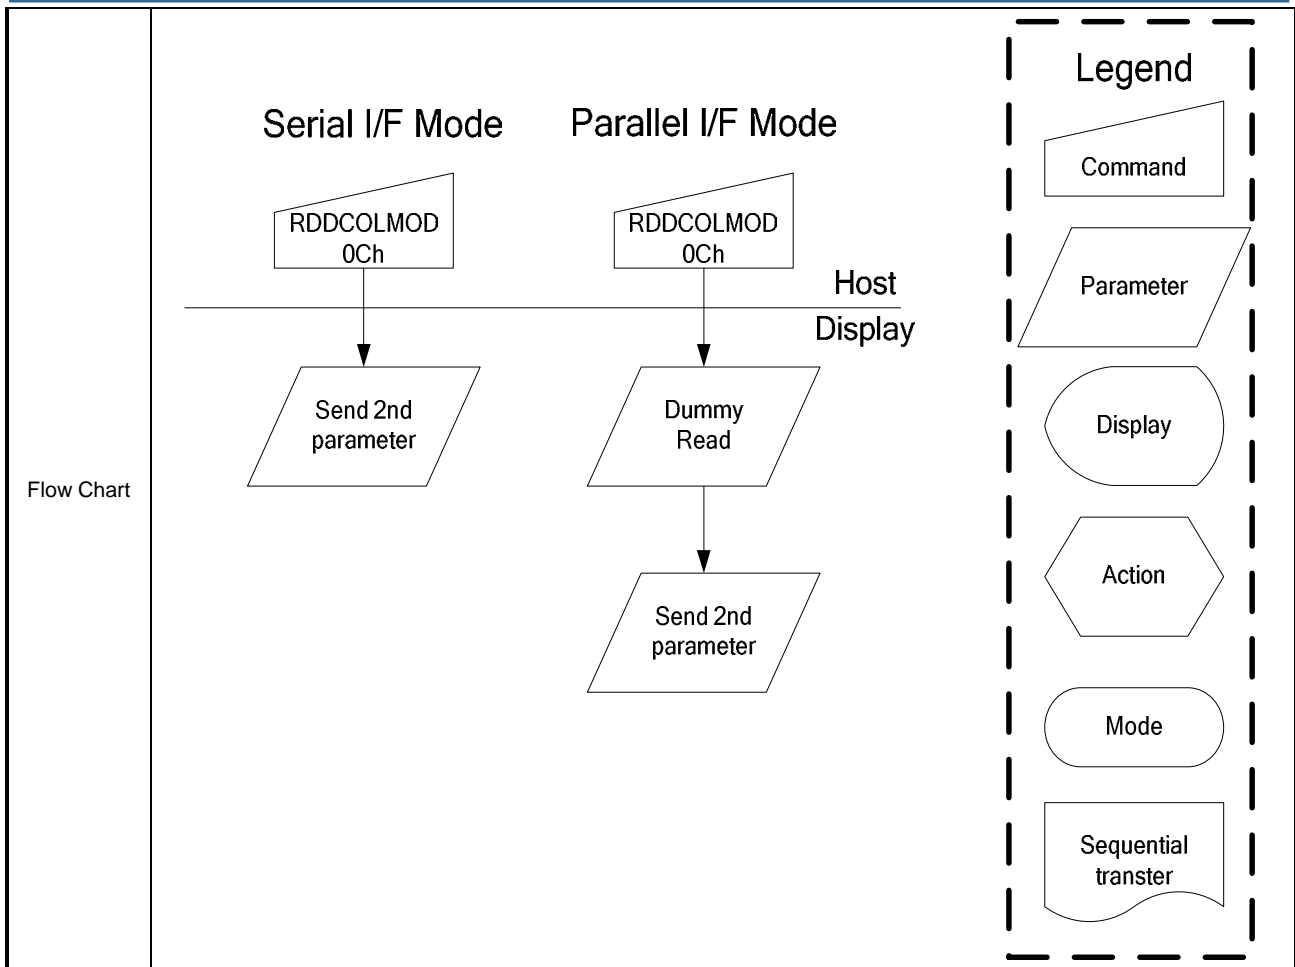 Flow Chart
Serial I/F Mode
RDDCOLMOD
0Ch
Send 2nd
parameter
Parallel I/F Mode
RDDCOLMOD
0Ch
Host
Display
Dummy
Read
Send 2nd
parameter
Legend
Command
Parameter
Display
Action
Mode
Sequential
transter